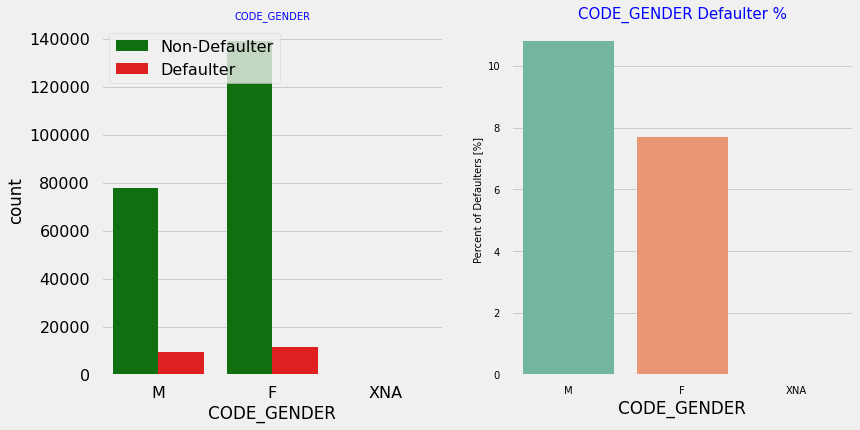 CODE_GENDER
Non-Defaulter
Defaulter
140000
120000
100000
80000
60000
40000
20000
0
count
M F XNA
CODE_GENDER
CODE_GENDER Defaulter %
10
8
6
4
2
0
Percent of Defaulters [%]
M F XNA
CODE_GENDER